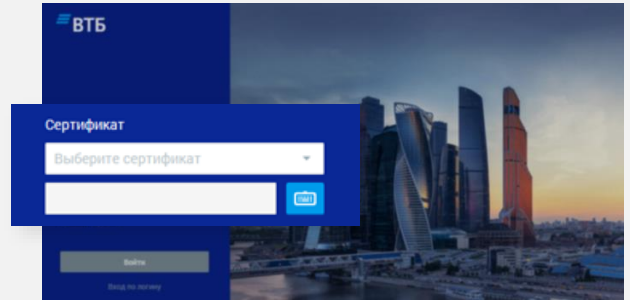 ВТБ
Сертификат
Выберите сертификат
Войти
Вход по логину